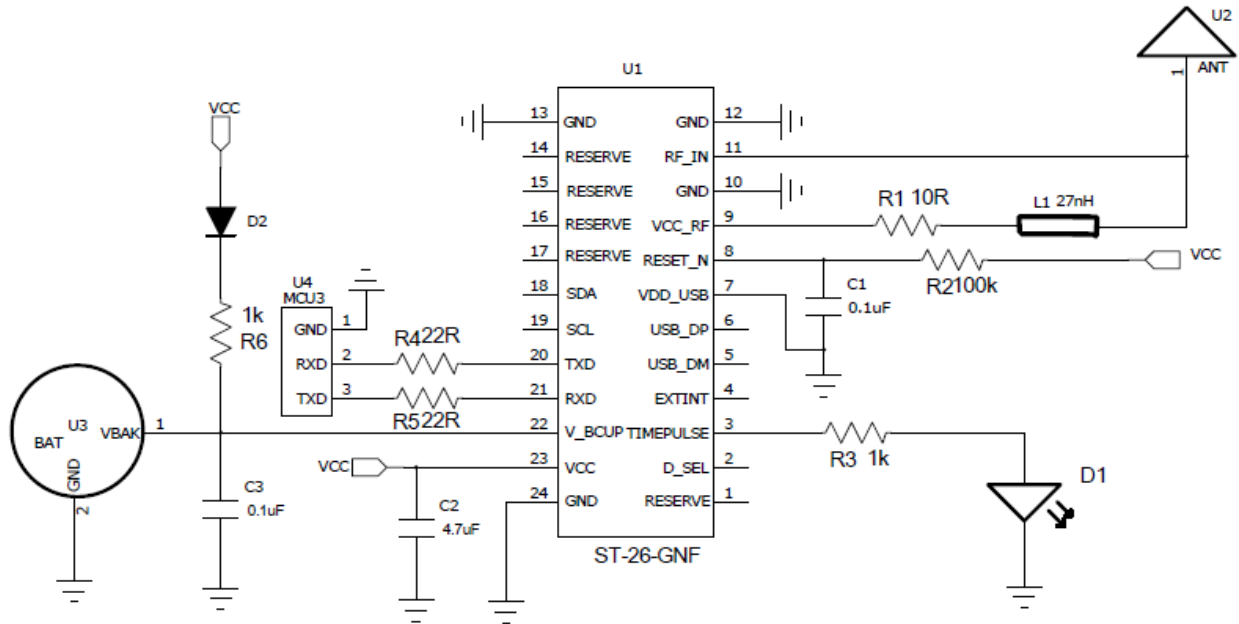 U2
ANT
1
U1
VCC
D2
1k
R6
U4
MCU3
GND 1
RXD 2
TXD 3
R422R
R522R
13 GND
14 RESERVE
15 RESERVE
16 RESERVE
17 RESERVE
18 SDA
19 SCL
20 TXD
21 RXD
22 V_BCUP
23 VCC
24 GND
GND 12
RF_IN 11
GND 10
VCC_RF 9
RESET_N 8
VDD_USB 7
USB_DP 6
USB_DM 5
EXTINT 4
TIMEPULSE 3
D_SEL 2
RESERVE 1
ST-26-GNF
R1 10R
L1 27nH
R2100k
VCC
C1
0.1uF
R3 1k
D1
U3
BAT
VBAK 1
GND
2
C3
0.1uF
VCC
C2
4.7uF